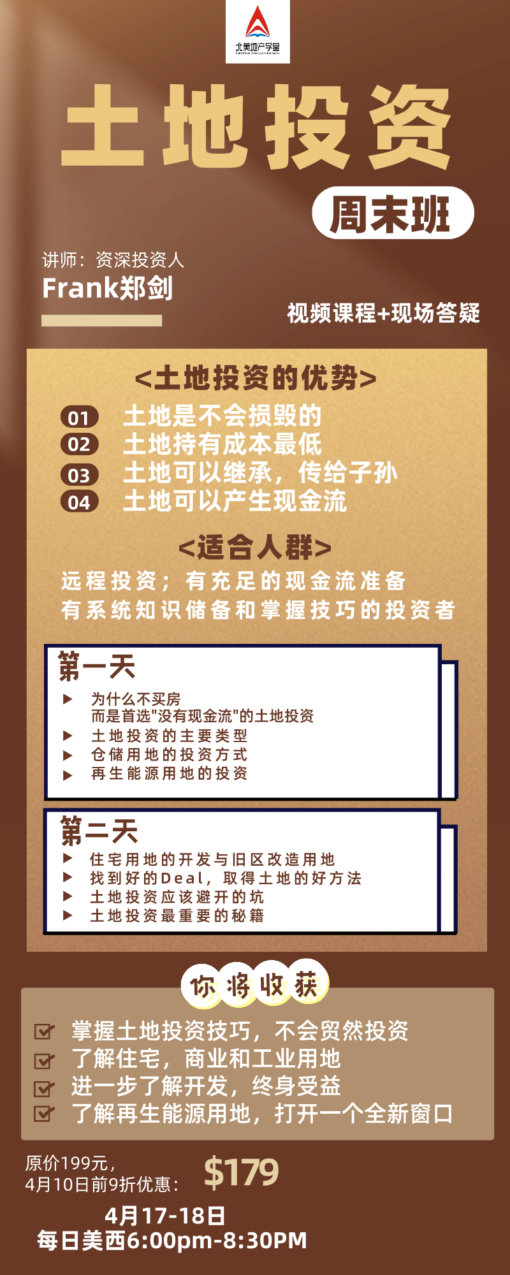 北美地产学堂
土地投资
周末班
讲师：资深投资人
Frank郑剑
视频课程+现场答疑
<土地投资的优势>
01 土地是不会损毁的
02 土地持有成本最低
03 土地可以继承，传给子孙
04 土地可以产生现金流
<适合人群>
远程投资；有充足的现金流准备
有系统知识储备和掌握技巧的投资者
第一天
为什么不买房
而是首选"没有现金流"的土地投资
土地投资的主要类型
仓储用地的投资方式
再生能源用地的投资
第二天
住宅用地的开发与旧区改造用地
找到好的Deal，取得土地的好方法
土地投资应该避开的坑
土地投资最重要的秘籍
你将收获
掌握土地投资技巧，不会贸然投资
了解住宅，商业和工业用地
进一步了解开发，终身受益
了解再生能源用地，打开一个全新窗口
原价199元，
4月10日前9折优惠： $179
4月17-18日
每日美西6:00pm-8:30PM